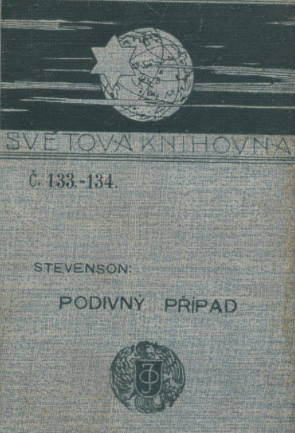 SVĚTOVÁ KNIHOVNA
Č. 133.-134.
STEVENSON:
PODIVNÝ PŘÍPAD